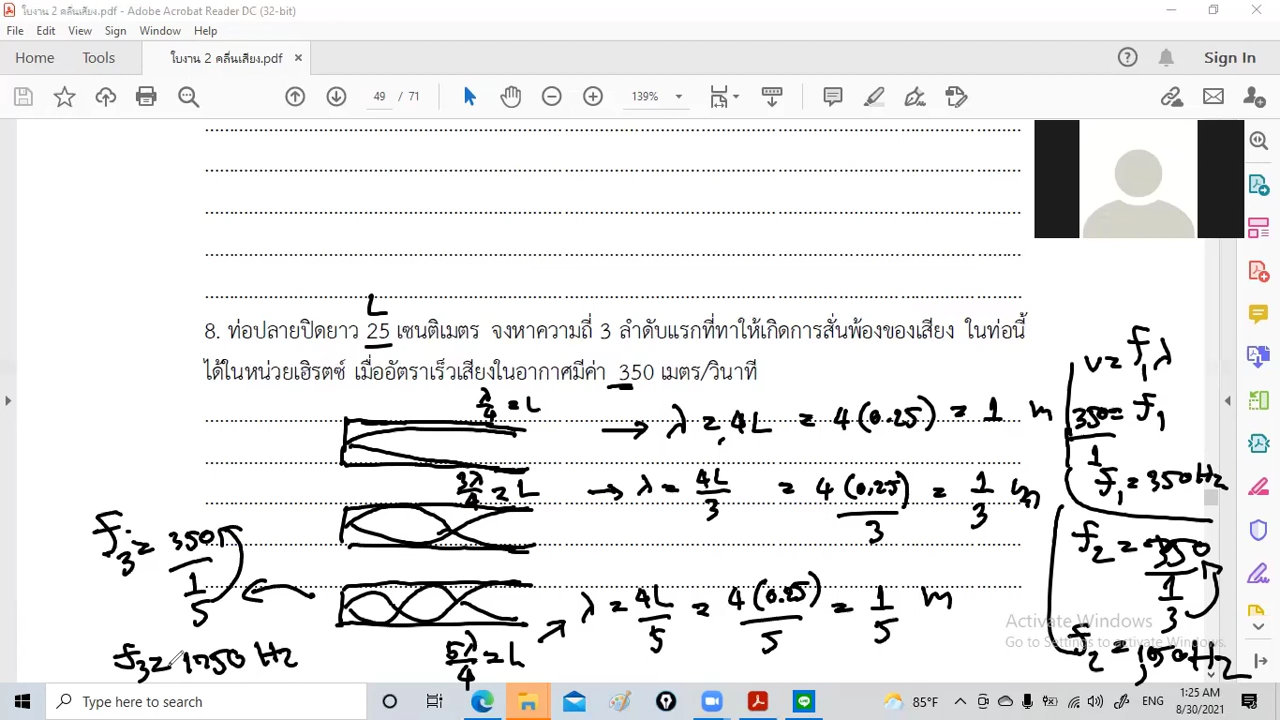 ใบงาน 2 คลื่นเสียง.pdf - Adobe Acrobat Reader DC (32-bit)
File Edit View Sign Window Help
Home Tools ใบงาน 2 คลื่นเสียง.pdf × Sign In
49 / 71 139%
L
8. ท่อปลายปิดยาว 25 เซนติเมตร จงหาความถี่ 3 ลำดับแรกที่ทาให้เกิดการสั่นพ้องของเสียง ในท่อนี้
ได้ในหน่วยเฮิรตซ์ เมื่ออัตราเร็วเสียงในอากาศมีค่า 350 เมตร/วินาที
v = f₁λ
350/1 = f₁
f₁ = 350 Hz
λ/4 = L → λ = 4L = 4(0.25) = 1 m
3λ/4 = L → λ = 4L/3 = 4(0.25)/3 = 1/3 m
f₂ = 350/(1/3)
f₂ = 1,050 Hz
5λ/4 = L → λ = 4L/5 = 4(0.25)/5 = 1/5 m
f₃ = 350/(1/5)
f₃ = 1750 Hz
Activate Windows
Go to Settings to activate Windows.
Type here to search
85°F ENG 1:25 AM
8/30/2021